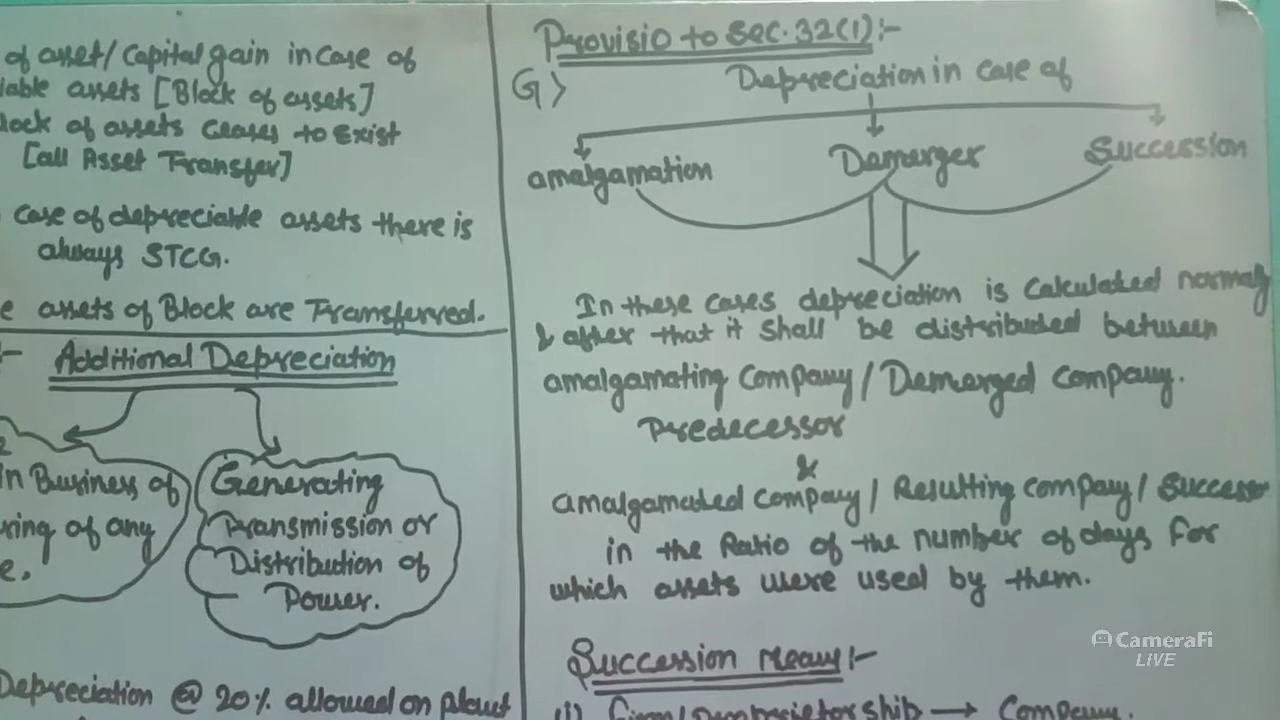 of asset/Capital gain in case of
iable assets [Block of assets]
lock of assets Ceases to Exist
[all Asset Transfer]
case of depreciable assets there is
always STCG.
e assets of Block are Transferred.
:- Additional Depreciation
in Business of
ring of any
e.
Generating
Transmission or
Distribution of
Power.
Depreciation @ 20% allowed on plant
Provisio to Sec. 32(1):-
G> Depreciation in case of
amalgamation Demerger Succession
In these cases depreciation is calculated normaly
& after that it shall be distributed between
amalgamating Company/Demerged Company.
Predecessor
&
amalgamated Company/ Resulting Company/ Successor
in the Ratio of the number of days for
which assets were used by them.
Succession Means:-
(i) Firm/proprietorship → Company.
CameraFi
LIVE